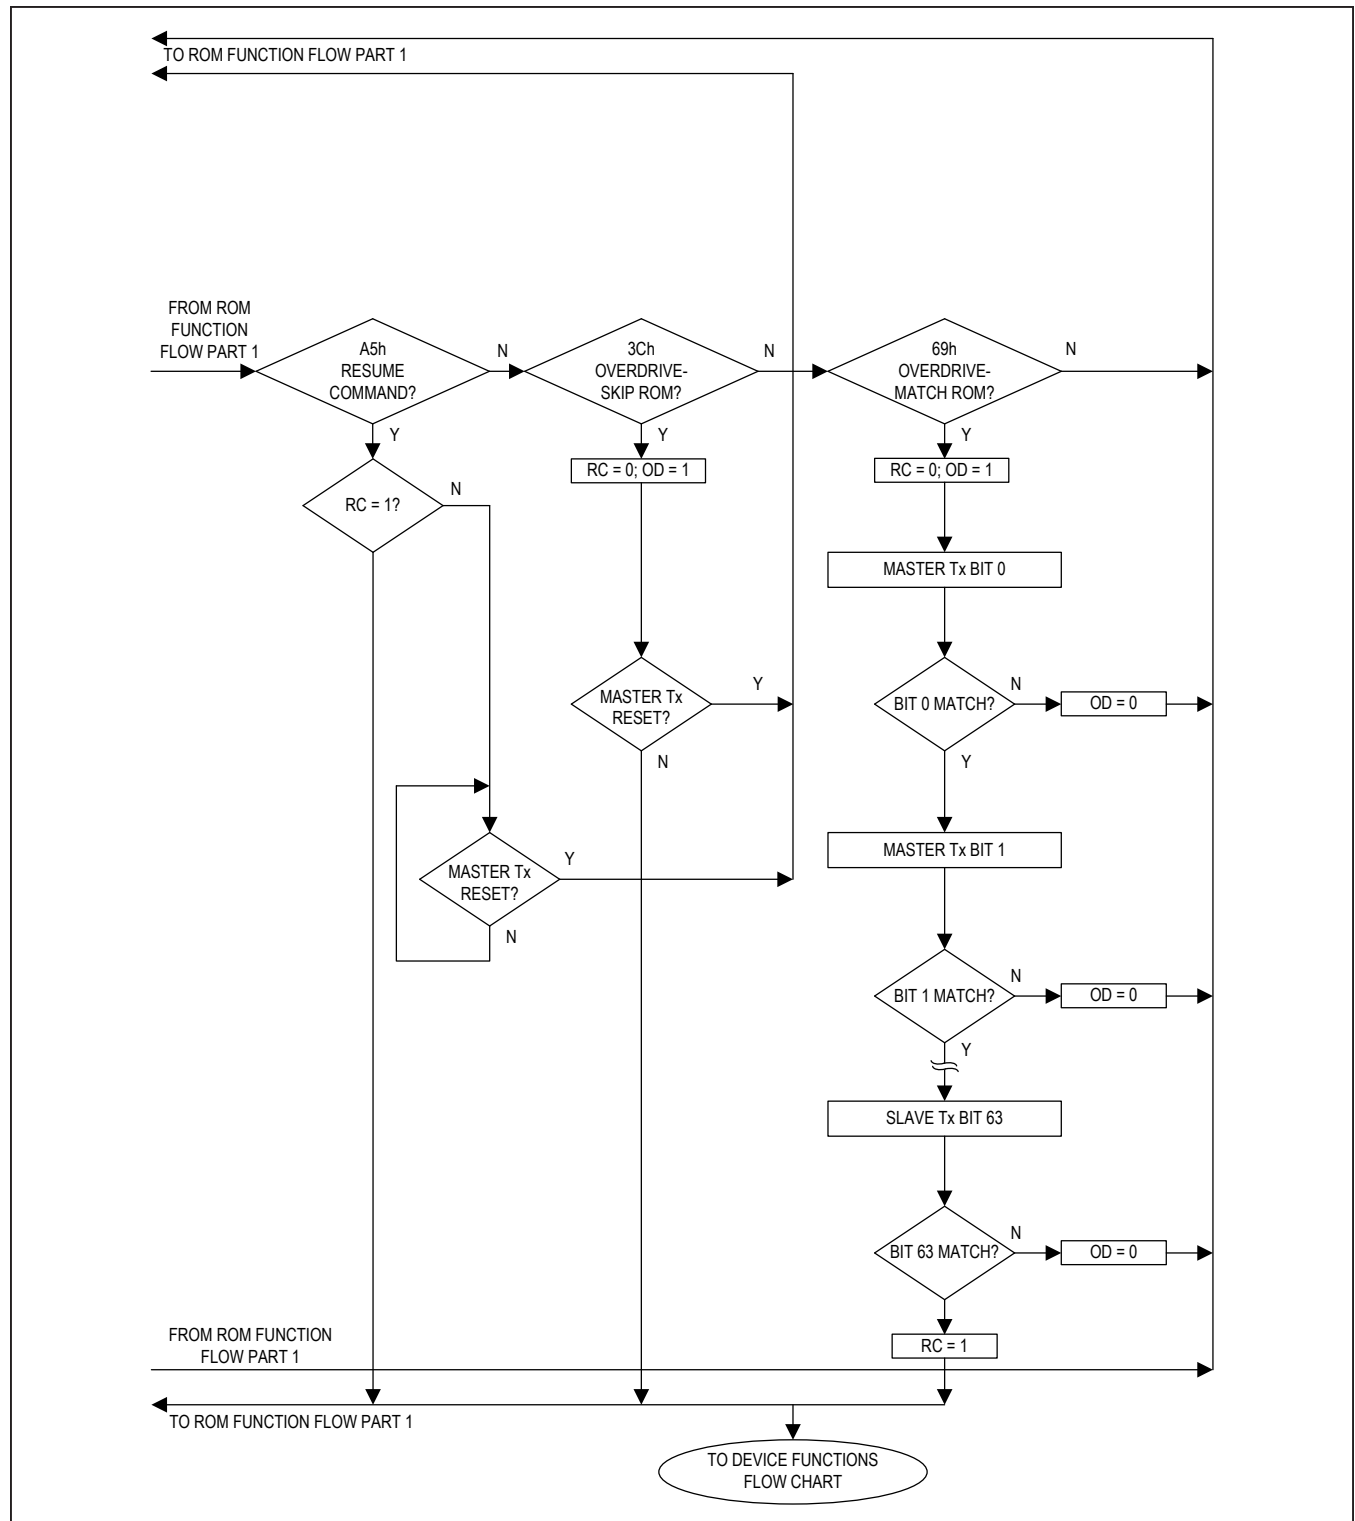 TO ROM FUNCTION FLOW PART 1
FROM ROM
FUNCTION
FLOW PART 1
A5h
RESUME
COMMAND?
N
Y
3Ch
OVERDRIVE-
SKIP ROM?
N
Y
69h
OVERDRIVE-
MATCH ROM?
N
Y
RC = 1?
N
RC = 0; OD = 1
RC = 0; OD = 1
MASTER Tx BIT 0
MASTER Tx
RESET?
Y
N
BIT 0 MATCH?
N
OD = 0
Y
MASTER Tx
RESET?
Y
N
MASTER Tx BIT 1
BIT 1 MATCH?
N
OD = 0
Y
SLAVE Tx BIT 63
BIT 63 MATCH?
N
OD = 0
RC = 1
FROM ROM FUNCTION
FLOW PART 1
TO ROM FUNCTION FLOW PART 1
TO DEVICE FUNCTIONS
FLOW CHART